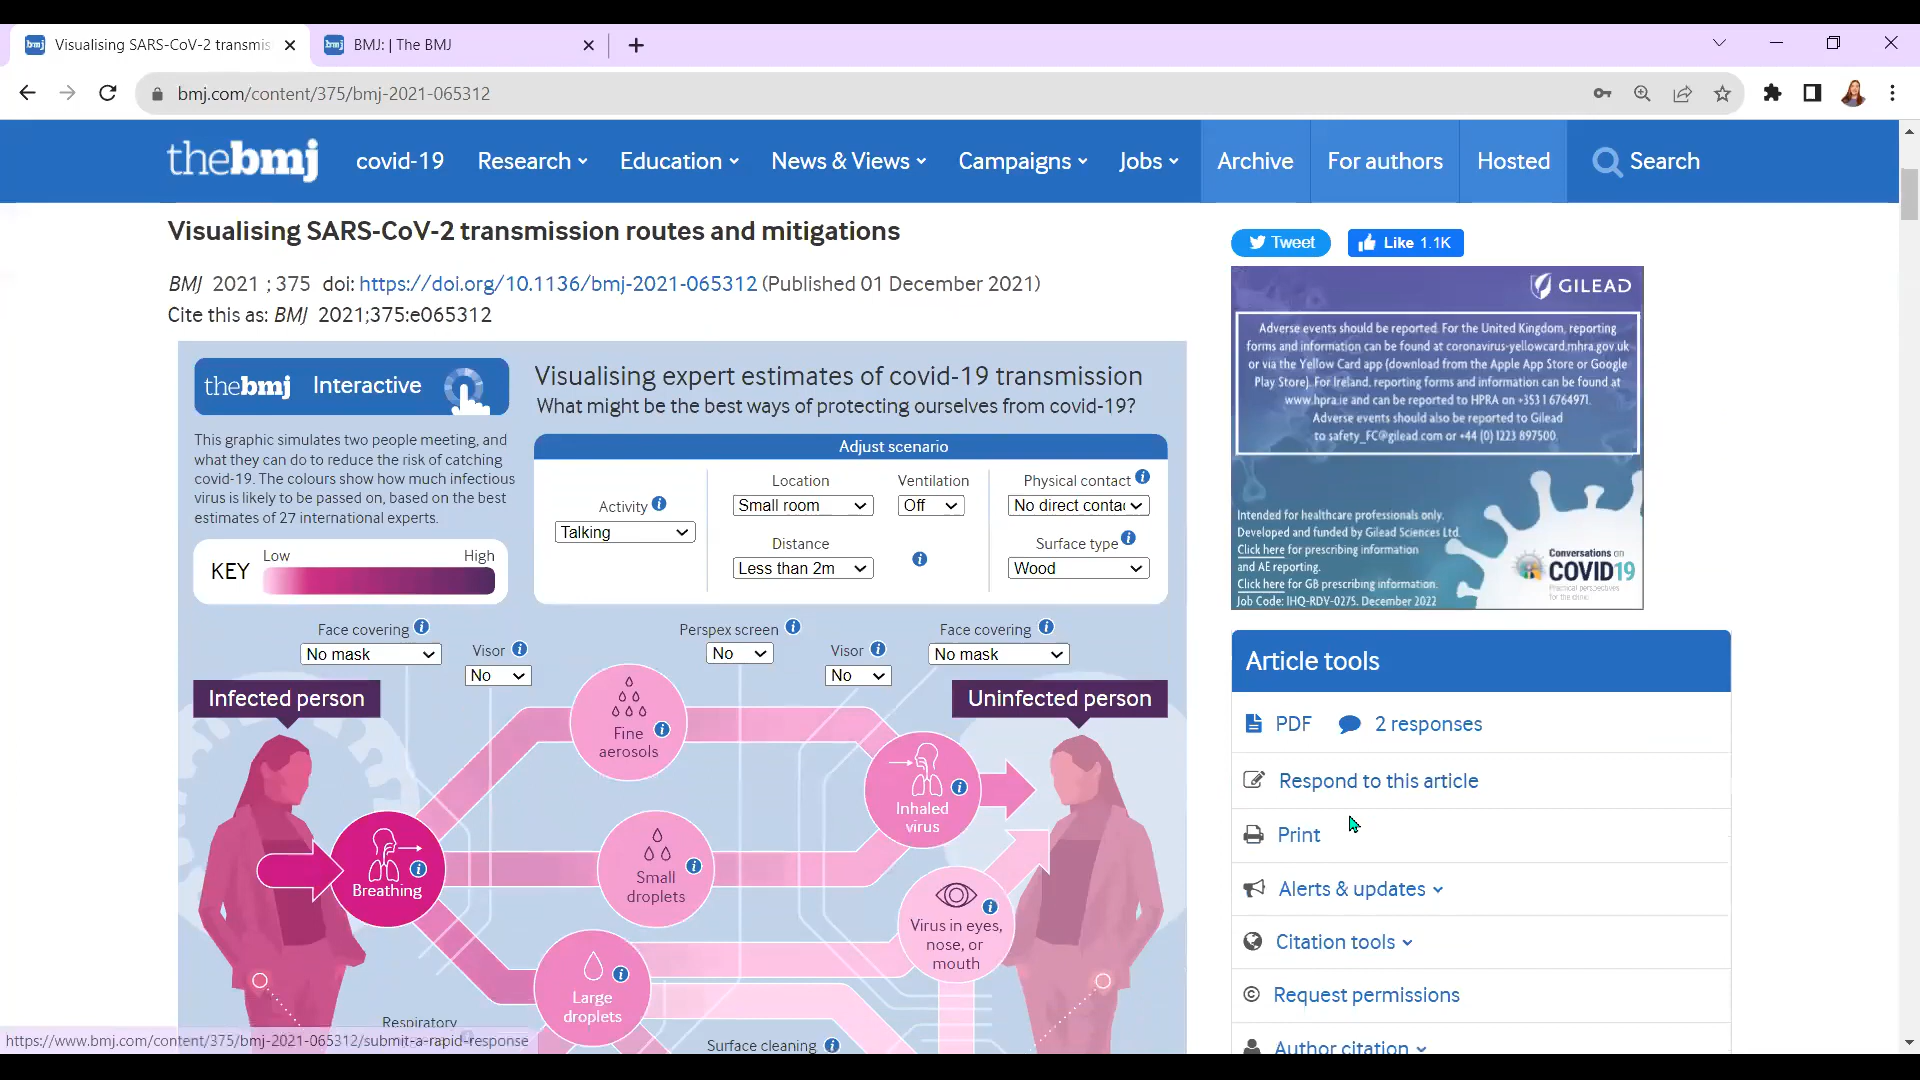 Visualising SARS-CoV-2 transmis
BMJ: | The BMJ
bmj.com/content/375/bmj-2021-065312
thebmj covid-19 Research Education News & Views Campaigns Jobs Archive For authors Hosted Search
Visualising SARS-CoV-2 transmission routes and mitigations
BMJ 2021 ; 375 doi: https://doi.org/10.1136/bmj-2021-065312 (Published 01 December 2021)
Cite this as: BMJ 2021;375:e065312
thebmj Interactive
Visualising expert estimates of covid-19 transmission
What might be the best ways of protecting ourselves from covid-19?
This graphic simulates two people meeting, and
what they can do to reduce the risk of catching
covid-19. The colours show how much infectious
virus is likely to be passed on, based on the best
estimates of 27 international experts.
KEY
Low High
Adjust scenario
Activity
Talking
Location
Small room
Ventilation
Off
Distance
Less than 2m
Physical contact
No direct conta
Surface type
Wood
Face covering
No mask
Visor
No
Perspex screen
No
Visor
No
Face covering
No mask
Infected person
Uninfected person
Fine
aerosols
Inhaled
virus
Breathing
Small
droplets
Virus in eyes,
nose, or
mouth
Large
droplets
Respiratory
Surface cleaning
https://www.bmj.com/content/375/bmj-2021-065312/submit-a-rapid-response
Tweet
Like 1.1K
GILEAD
Adverse events should be reported. For the United Kingdom, reporting
forms and information can be found at coronavirus-yellowcard.mhra.gov.uk
or via the Yellow Card app (download from the Apple App Store or Google
Play Store). For Ireland, reporting forms and information can be found at
www.hpra.ie and can be reported to HPRA on +353 1 6764971.
Adverse events should also be reported to Gilead
to safety_FC@gilead.com or +44 (0) 1223 897500.
Intended for healthcare professionals only.
Developed and funded by Gilead Sciences Ltd.
Click here for prescribing information
and AE reporting.
Click here for GB prescribing information.
Job Code: IHQ-RDV-0275. December 2022
Conversations on
COVID19
Practical perspectives
for the clinic
Article tools
PDF 2 responses
Respond to this article
Print
Alerts & updates
Citation tools
Request permissions
Author citation